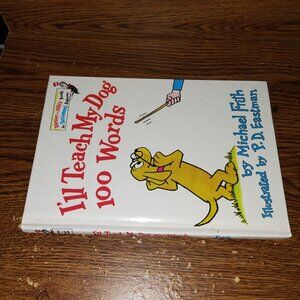 I'll Teach My Dog
100 Words
by Michael Frith
Illustrated by P.D. Eastman